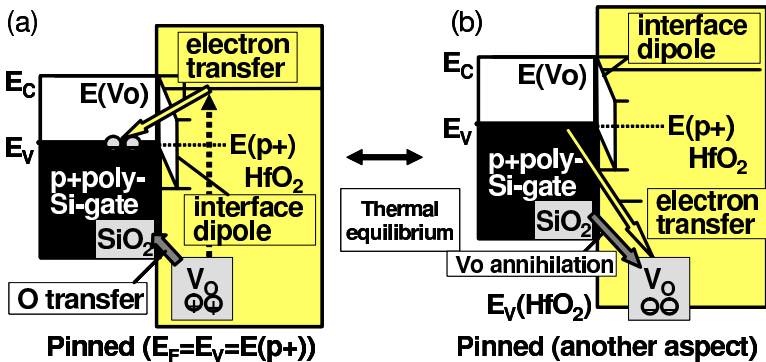 (a)
electron
transfer
E_C
E(Vo)
E_V
E(p+)
p+poly-
Si-gate
HfO₂
interface
dipole
SiO₂
O transfer
V_O
Pinned (E_F=E_V=E(p+))
Thermal
equilibrium
(b)
interface
dipole
E_C
E(Vo)
E_V
E(p+)
HfO₂
p+poly-
Si-gate
electron
transfer
SiO₂
Vo annihilation
V_O
E_V(HfO₂)
Pinned (another aspect)